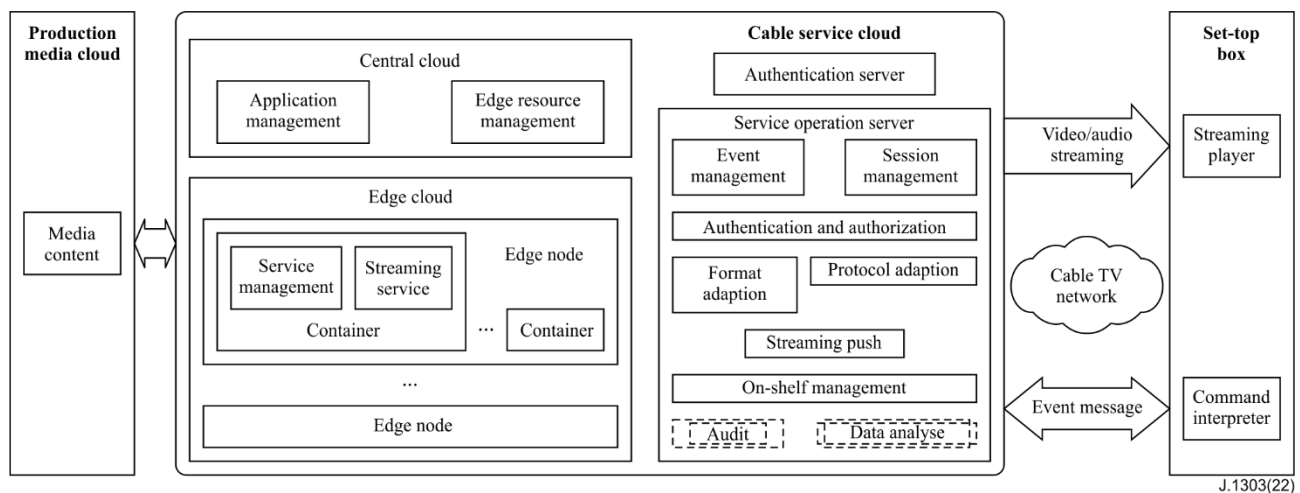 Production
media cloud
Media
content
Cable service cloud
Central cloud
Application
management
Edge resource
management
Edge cloud
Edge node
Service
management
Streaming
service
Container
...
Container
...
Edge node
Authentication server
Service operation server
Event
management
Session
management
Authentication and authorization
Format
adaption
Protocol adaption
Streaming push
On-shelf management
Audit
Data analyse
Video/audio
streaming
Cable TV
network
Event message
Set-top
box
Streaming
player
Command
interpreter
J.1303(22)